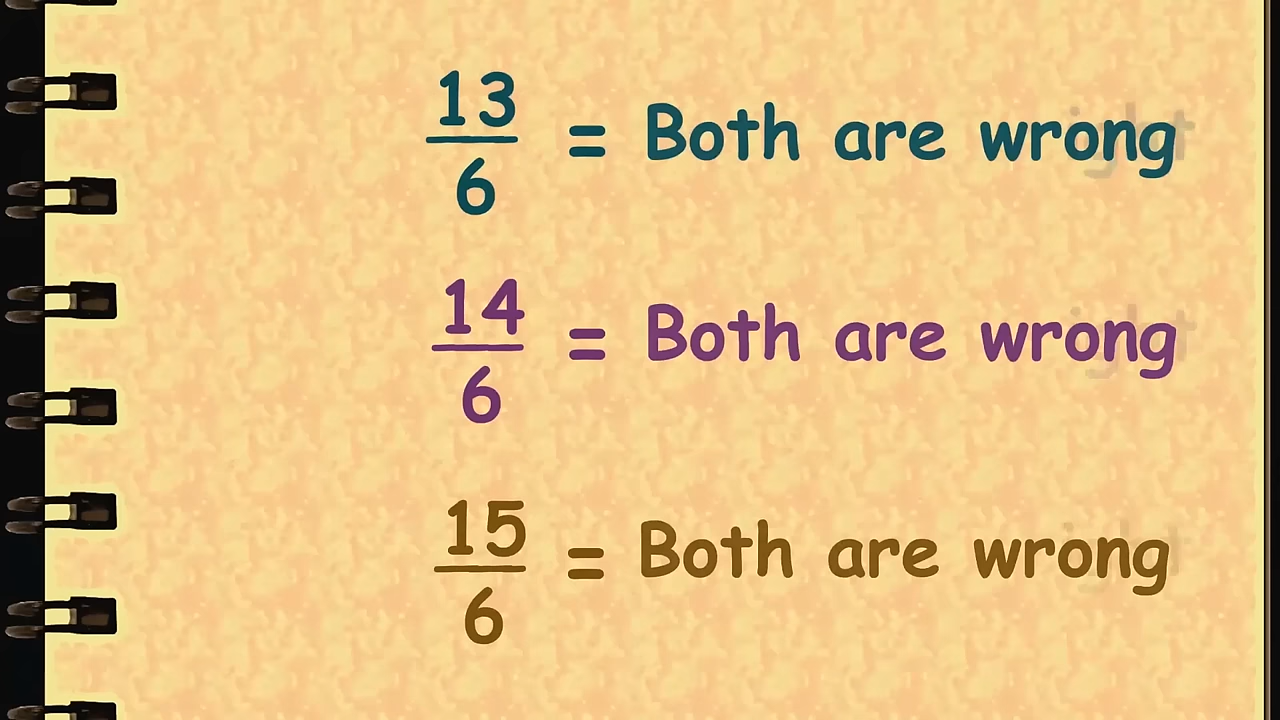 13
6 = Both are wrong
14
6 = Both are wrong
15
6 = Both are wrong